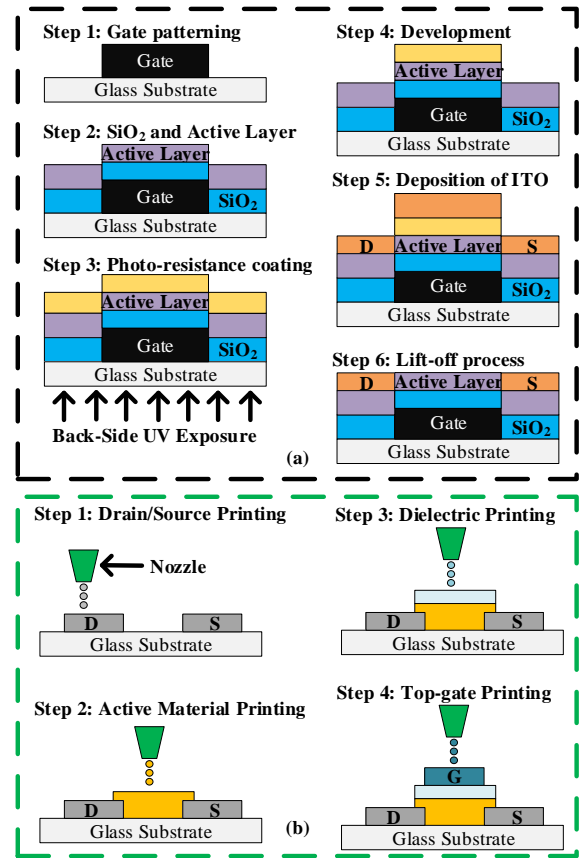 Step 1: Gate patterning
Gate
Glass Substrate
Step 2: SiO2 and Active Layer
Active Layer
Gate
SiO2
Glass Substrate
Step 3: Photo-resistance coating
Active Layer
Gate
SiO2
Glass Substrate
Back-Side UV Exposure
Step 4: Development
Active Layer
Gate
SiO2
Glass Substrate
Step 5: Deposition of ITO
D Active Layer S
Gate
SiO2
Glass Substrate
Step 6: Lift-off process
D Active Layer S
Gate
SiO2
Glass Substrate
(a)
Step 1: Drain/Source Printing
Nozzle
D S
Glass Substrate
Step 2: Active Material Printing
D S
Glass Substrate
Step 3: Dielectric Printing
D S
Glass Substrate
Step 4: Top-gate Printing
G
D S
Glass Substrate
(b)